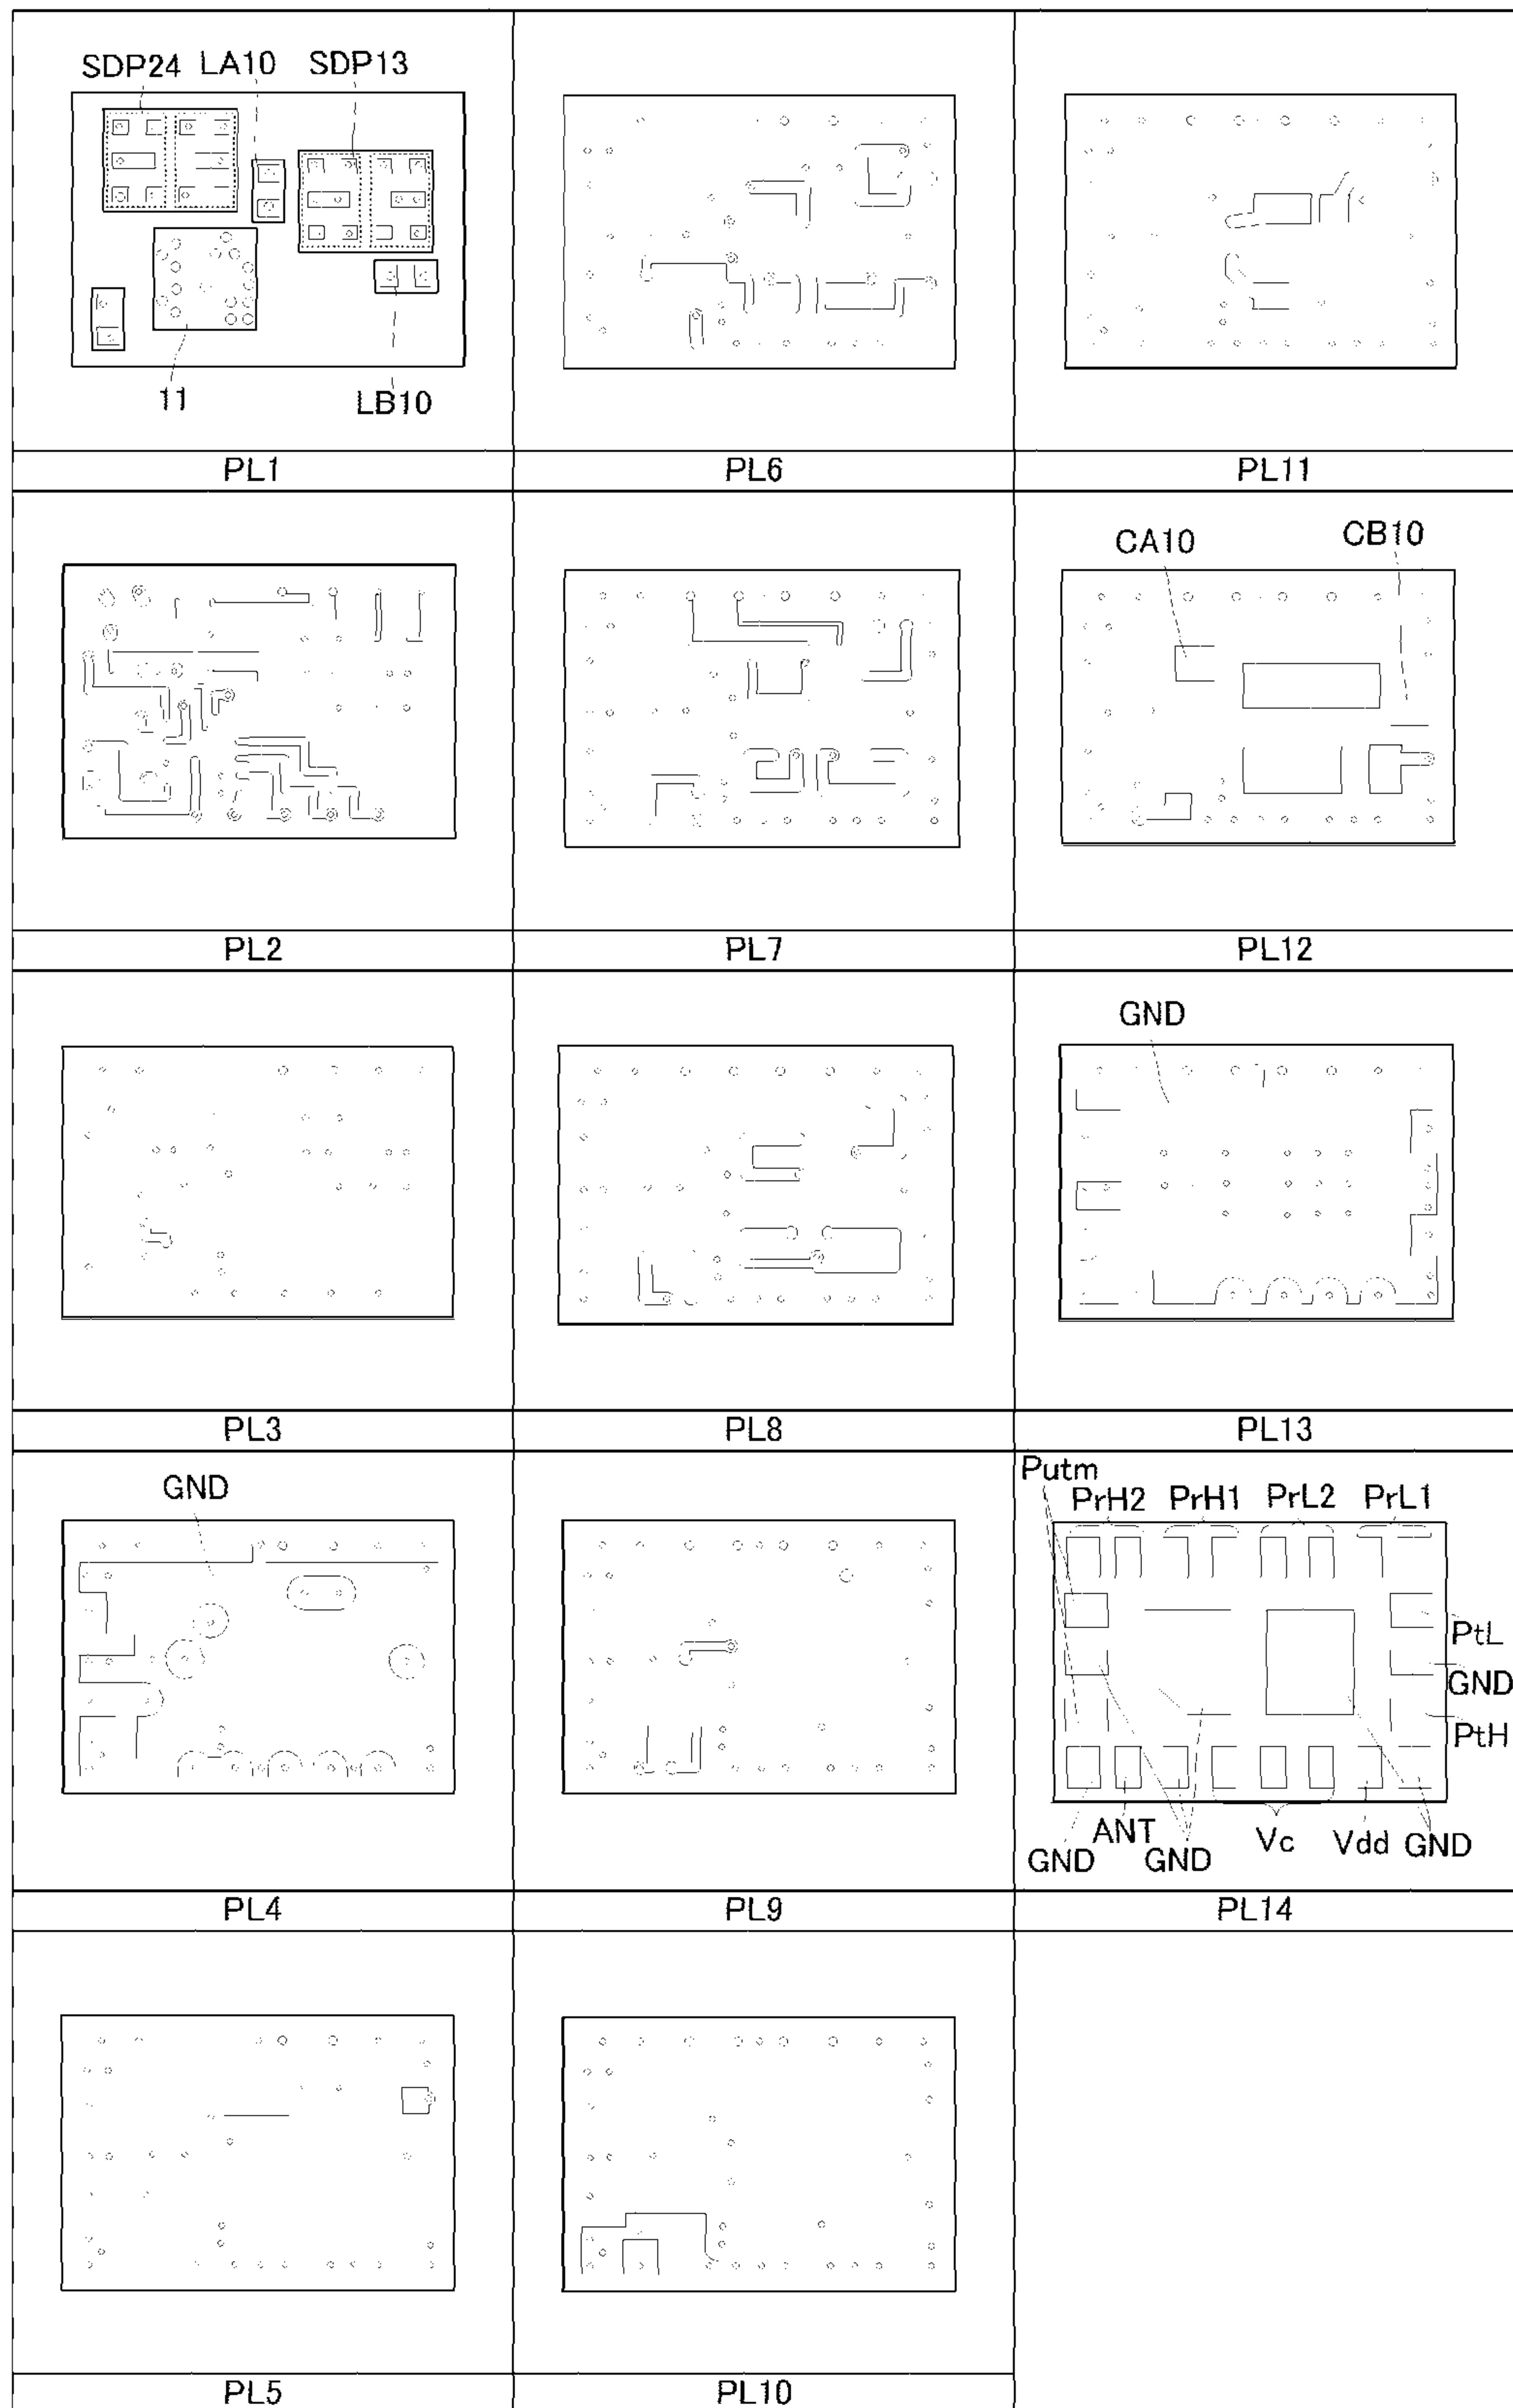 SDP24 LA10 SDP13
11 LB10
PL1
PL6
PL11
PL2
PL7
CA10 CB10
PL12
PL3
PL8
GND
PL13
GND
PL4
PL9
Putm
PrH2 PrH1 PrL2 PrL1
PtL
GND
PtH
GND ANT GND Vc Vdd GND
PL14
PL5
PL10